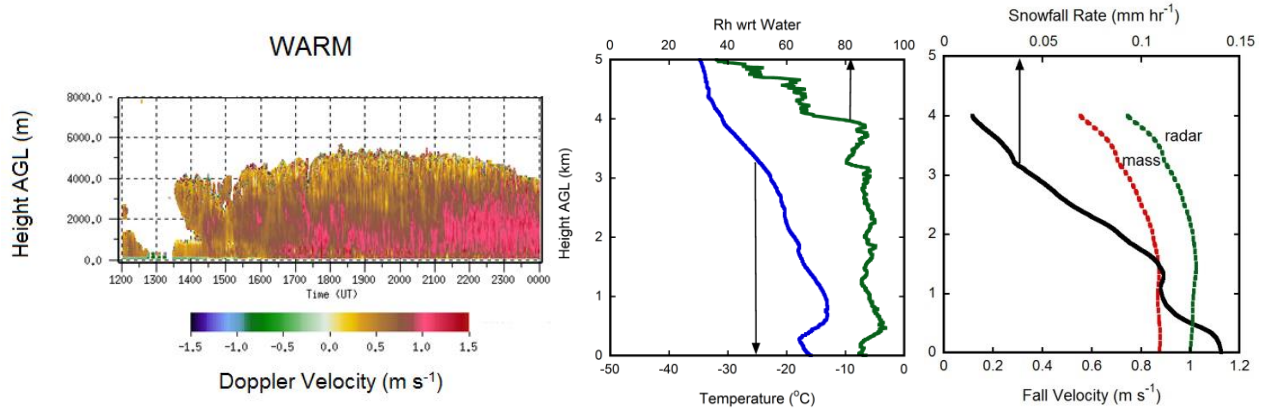 WARM
Height AGL (m)
8000.0
6000.0
4000.0
2000.0
0.0
1200 1300 1400 1500 1600 1700 1800 1900 2000 2100 2200 2300 0000
Time (UT)
-1.5 -1.0 -0.5 0.0 0.5 1.0 1.5
Doppler Velocity (m s-1)
Rh wrt Water
0 20 40 60 80 100
Height AGL (km)
5
4
3
2
1
0
-50 -40 -30 -20 -10 0
Temperature (oC)
Snowfall Rate (mm hr-1)
0 0.05 0.1 0.15
5
4
3
2
1
0
radar
mass
0 0.2 0.4 0.6 0.8 1 1.2
Fall Velocity (m s-1)